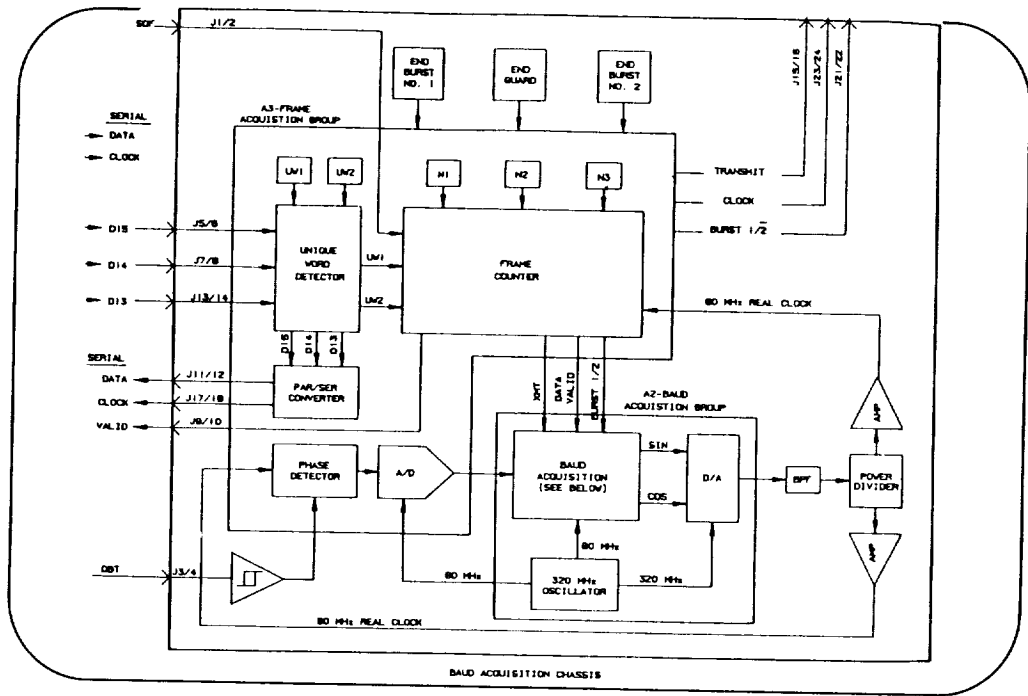 SOF
J1/2
J15/16
J23/24
J21/22
END
BURST
NO. 1
END
GUARD
END
BURST
NO. 2
A3-FRAME
ACQUISTION GROUP
SERIAL
DATA
CLOCK
UW1
UW2
N1
N2
N3
TRANSMIT
CLOCK
BURST 1/2
DI5
J5/6
DI4
J7/8
DI3
J13/14
UNIQUE
WORD
DETECTOR
UW1
UW2
FRAME
COUNTER
80 MHz REAL CLOCK
DI5
DI4
DI3
SERIAL
DATA
J11/12
CLOCK
J17/18
VALID
J9/10
PAR/SER
CONVERTER
XMT
DATA
VALID
BURST 1/2
A2-BAUD
ACQUISTION GROUP
PHASE
DETECTOR
A/D
BAUD
ACQUISITION
(SEE BELOW)
SIN
COS
D/A
BPF
POWER
DIVIDER
AMP
AMP
80 MHz
OBT
J3/4
80 MHz
320 MHz
OSCILLATOR
320 MHz
80 MHz REAL CLOCK
BAUD ACQUISITION CHASSIS